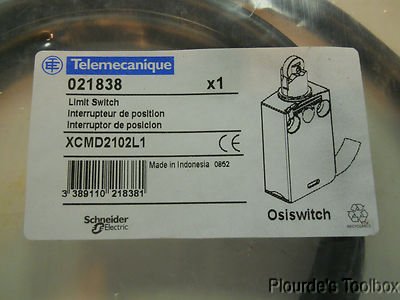 Telemecanique
021838 x1
Limit Switch
Interrupteur de position
Interruptor de posicion
XCMD2102L1 CE
Made in Indonesia 0852
3 389110 218381
Schneider Electric
Osiswitch
Plourde's Toolbox